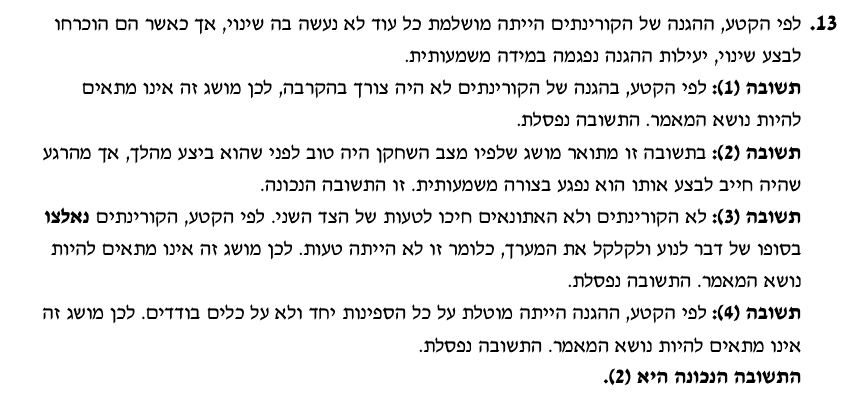 13. לפי הקטע, ההגנה של הקורינתים הייתה מושלמת כל עוד לא נעשה בה שינוי, אך כאשר הם הוכרחו
לבצע שינוי, יעילות ההגנה נפגמה במידה משמעותית.
תשובה (1): לפי הקטע, בהגנה של הקורינתים לא היה צורך בהקרבה, לכן מושג זה אינו מתאים
להיות נושא המאמר. התשובה נפסלת.
תשובה (2): בתשובה זו מתואר מושג שלפיו מצב השחקן היה טוב לפני שהוא ביצע מהלך, אך מהרגע
שהיה חייב לבצע אותו הוא נפגע בצורה משמעותית. זו התשובה הנכונה.
תשובה (3): לא הקורינתים ולא האתונאים חיכו לטעות של הצד השני. לפי הקטע, הקורינתים נאלצו
בסופו של דבר לנוע ולקלקל את המערך, כלומר זו לא הייתה טעות. לכן מושג זה אינו מתאים להיות
נושא המאמר. התשובה נפסלת.
תשובה (4): לפי הקטע, ההגנה הייתה מוטלת על כל הספינות יחד ולא על כלים בודדים. לכן מושג זה
אינו מתאים להיות נושא המאמר. התשובה נפסלת.
התשובה הנכונה היא (2).